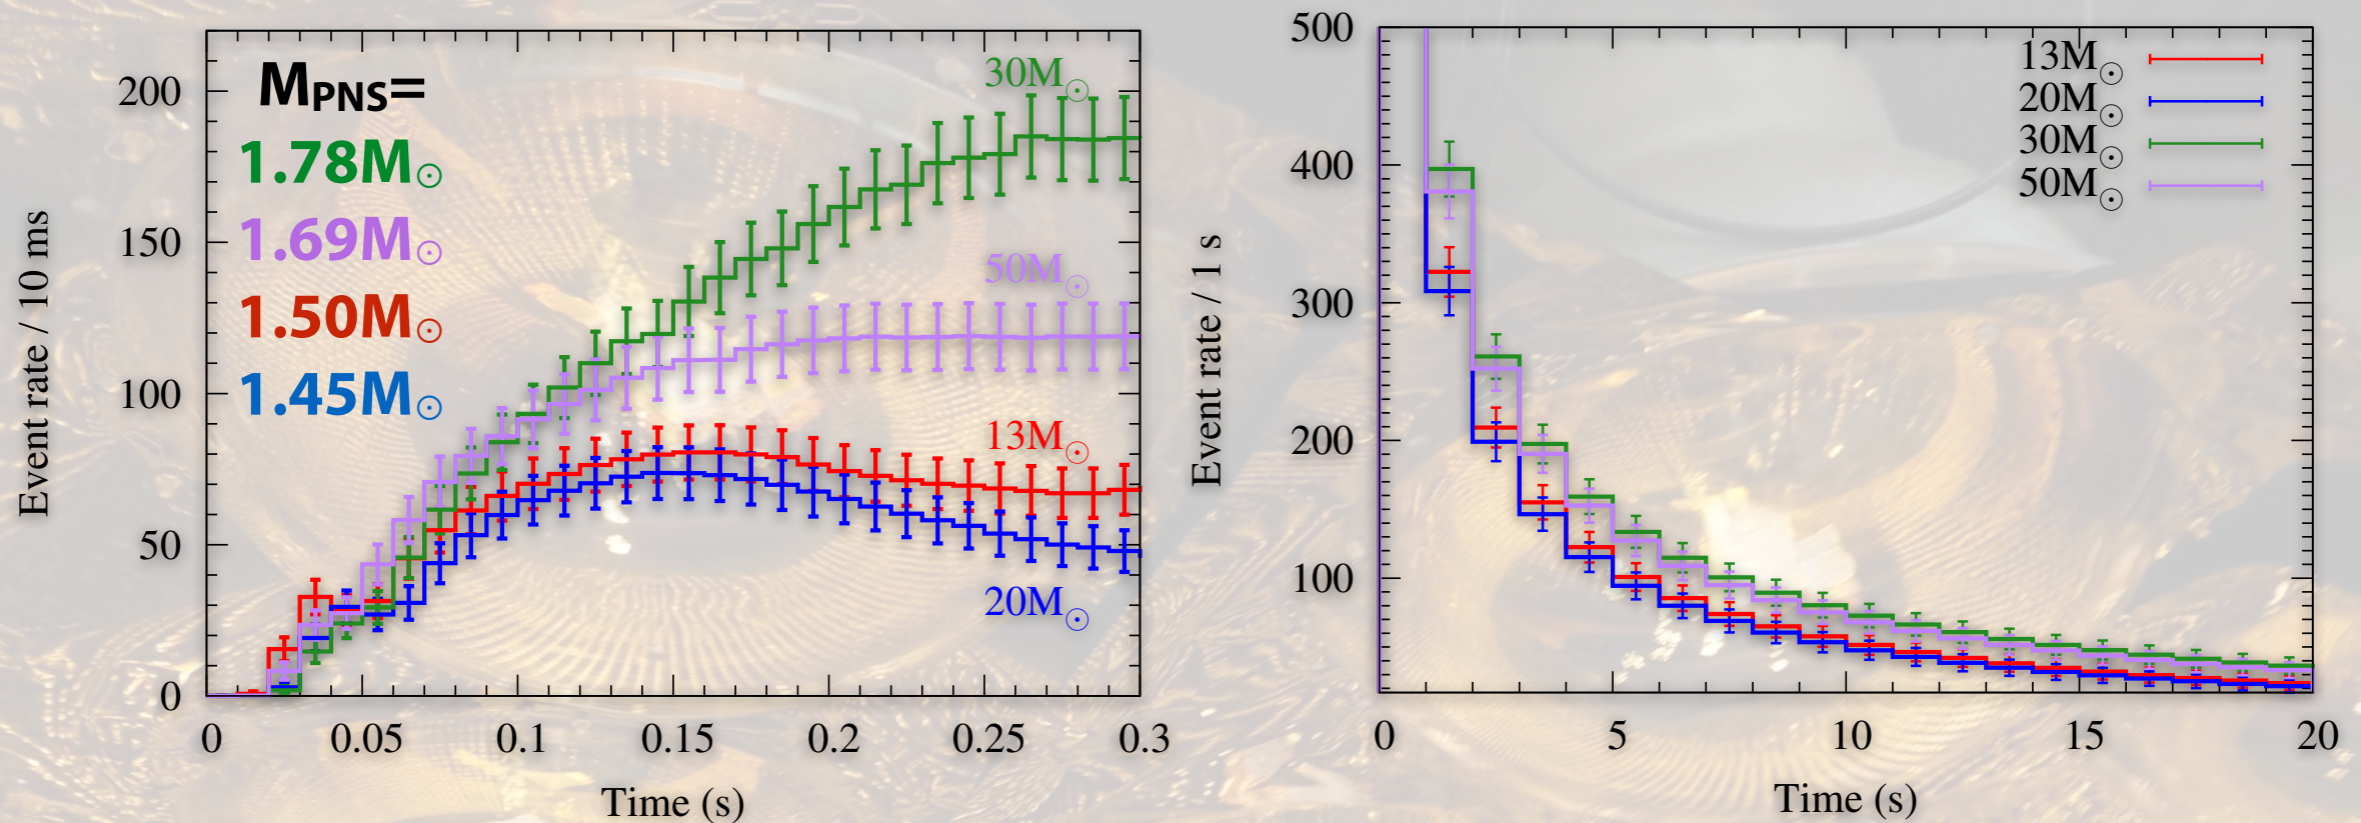 M_PNS=
1.78M⊙
1.69M⊙
1.50M⊙
1.45M⊙
30M⊙
50M⊙
13M⊙
20M⊙
200
150
100
50
0
Event rate / 10 ms
0 0.05 0.1 0.15 0.2 0.25 0.3
Time (s)
13M⊙
20M⊙
30M⊙
50M⊙
500
400
300
200
100
Event rate / 1 s
0 5 10 15 20
Time (s)